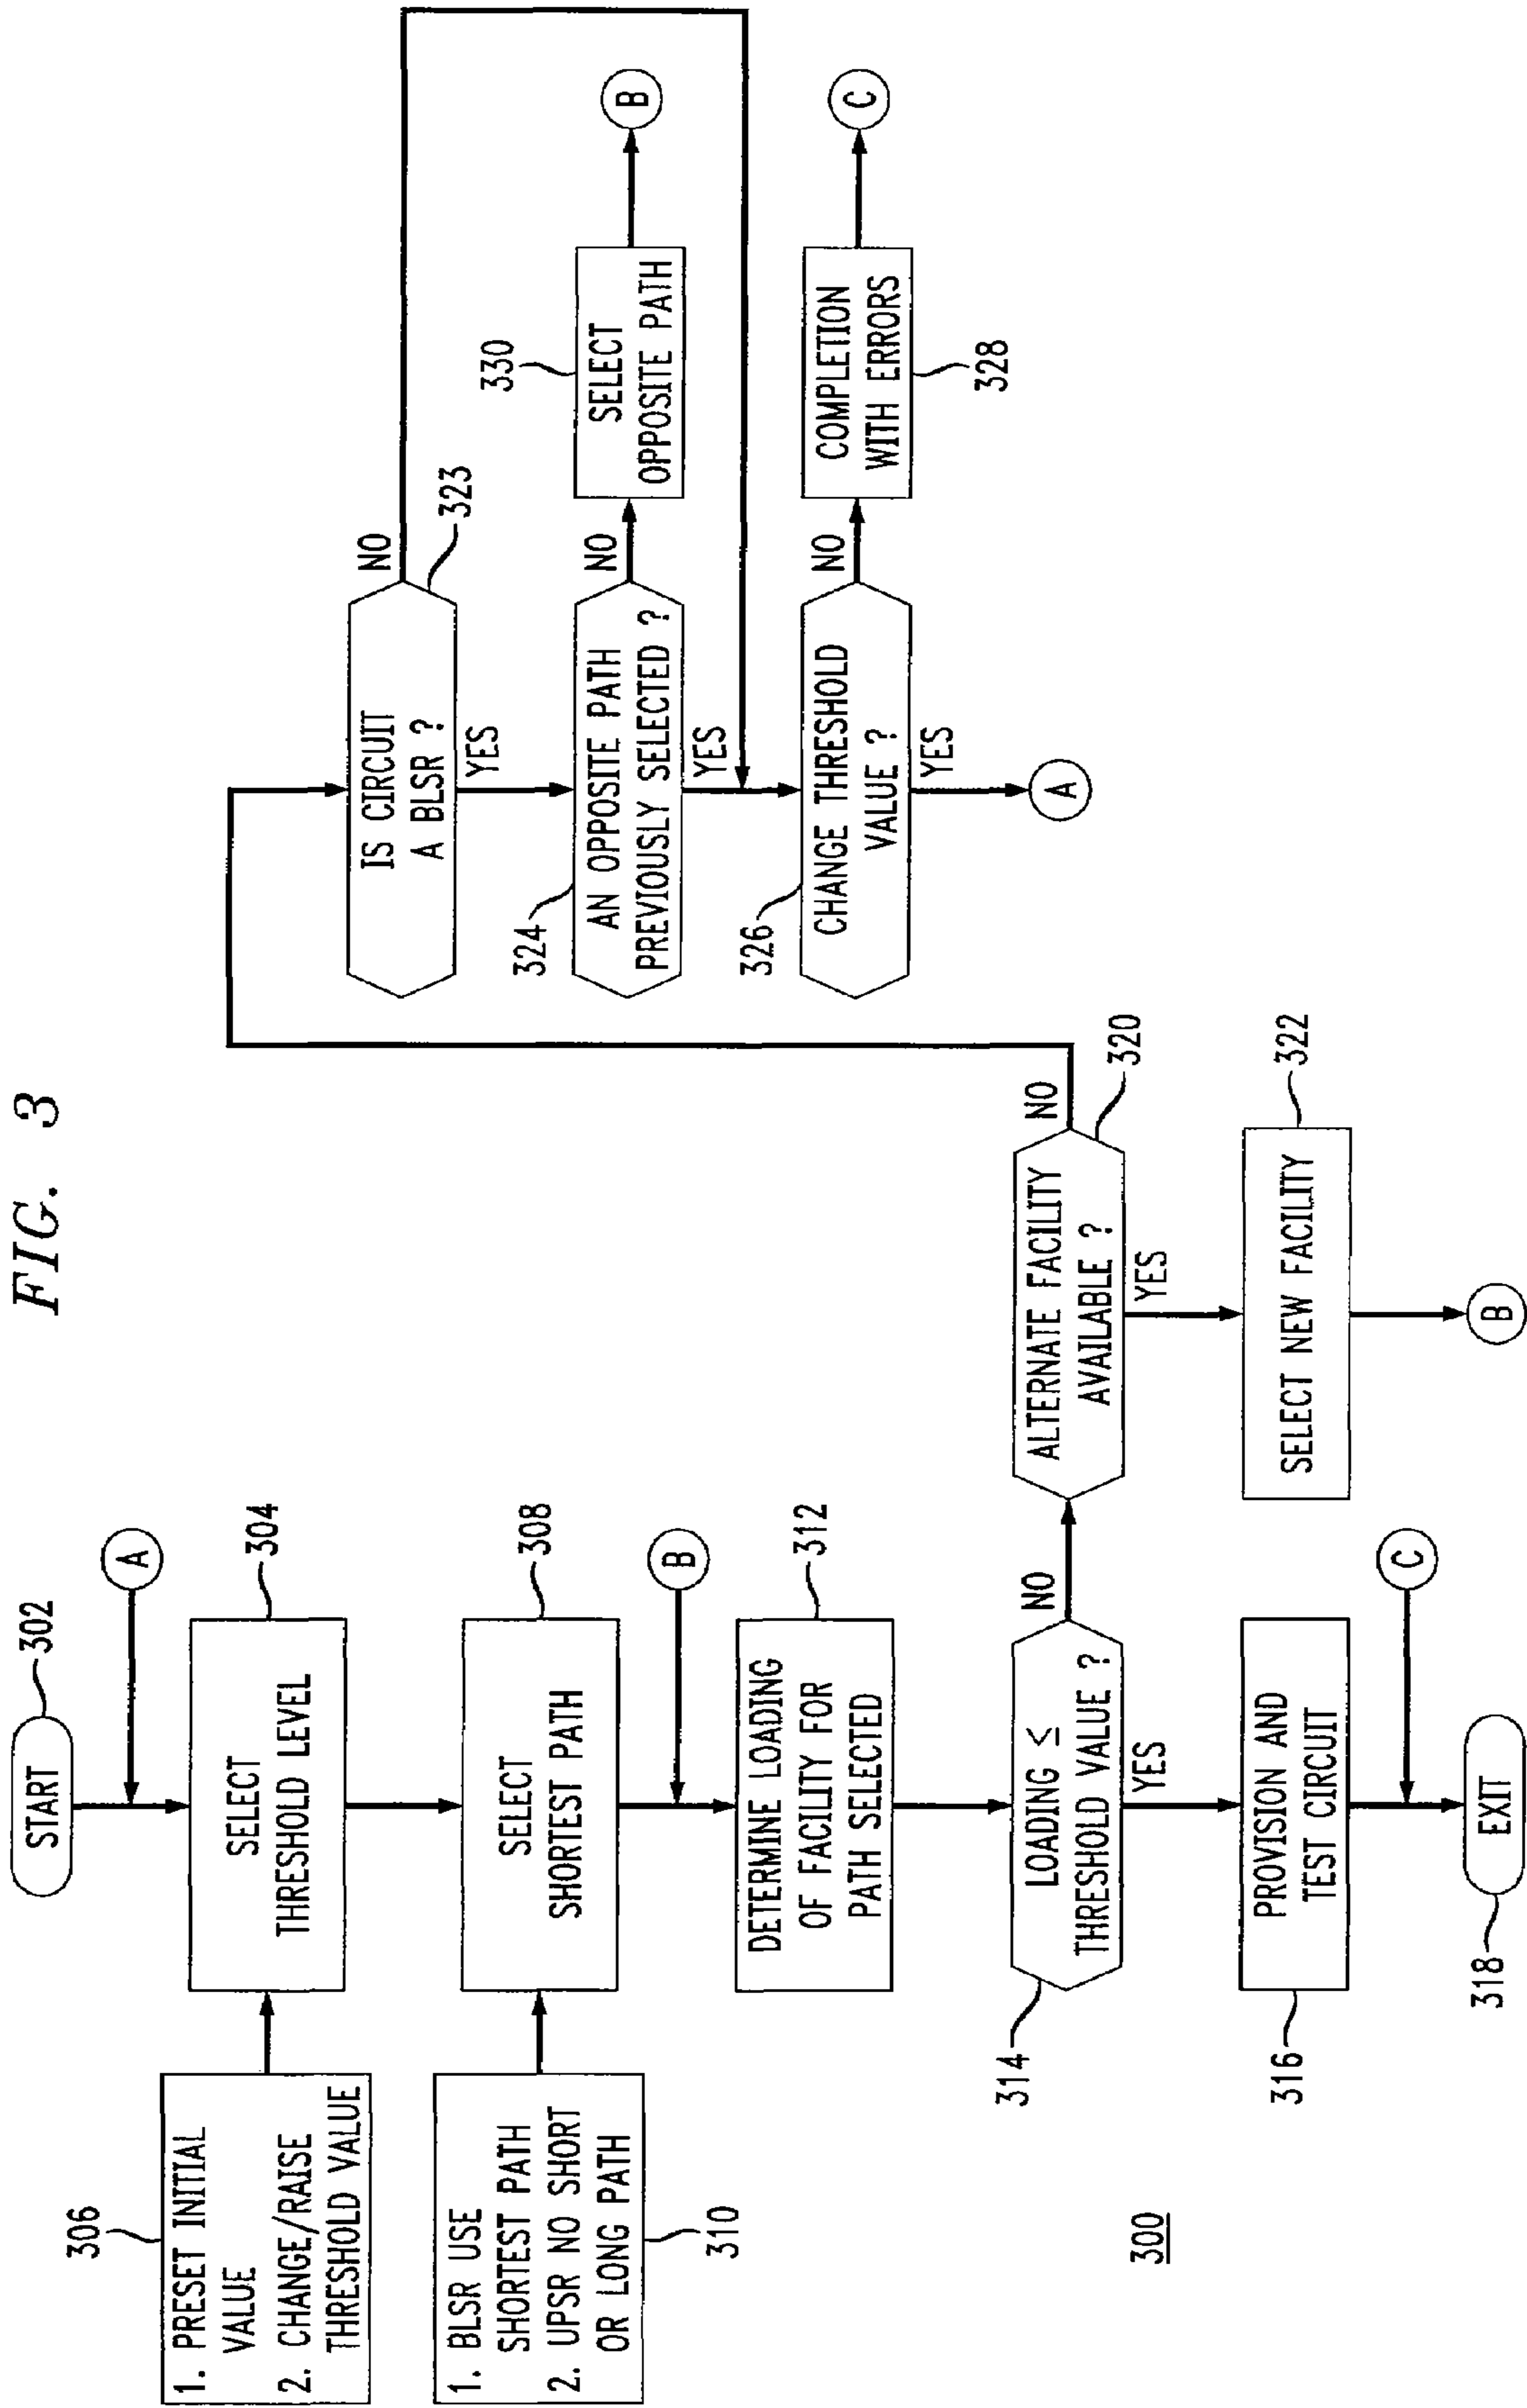 FIG. 3
START
302
A
SELECT
THRESHOLD LEVEL
304
306
1. PRESET INITIAL
VALUE
2. CHANGE/RAISE
THRESHOLD VALUE
SELECT
SHORTEST PATH
308
1. BLSR USE
SHORTEST PATH
2. UPSR NO SHORT
OR LONG PATH
310
B
DETERMINE LOADING
OF FACILITY FOR
PATH SELECTED
312
LOADING ≤
THRESHOLD VALUE ?
314
NO
YES
PROVISION AND
TEST CIRCUIT
316
C
EXIT
318
ALTERNATE FACILITY
AVAILABLE ?
320
NO
YES
SELECT NEW FACILITY
322
B
IS CIRCUIT
A BLSR ?
323
NO
YES
AN OPPOSITE PATH
PREVIOUSLY SELECTED ?
324
NO
YES
SELECT
OPPOSITE PATH
330
B
CHANGE THRESHOLD
VALUE ?
326
NO
YES
COMPLETION
WITH ERRORS
328
C
A
300